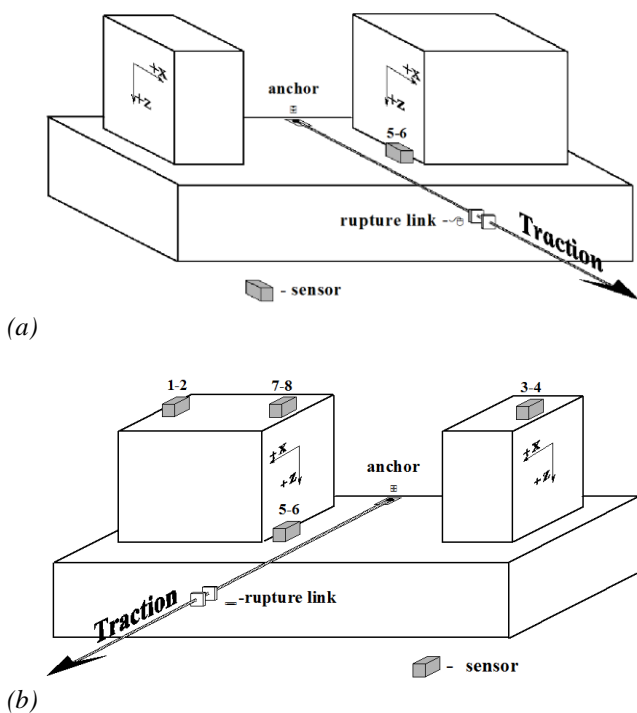 +x
+z
anchor
+x
+z
5-6
rupture link -
Traction
- sensor
(a)
1-2
7-8
3-4
+x
+z
anchor
+x
+z
5-6
_-rupture link
Traction
- sensor
(b)